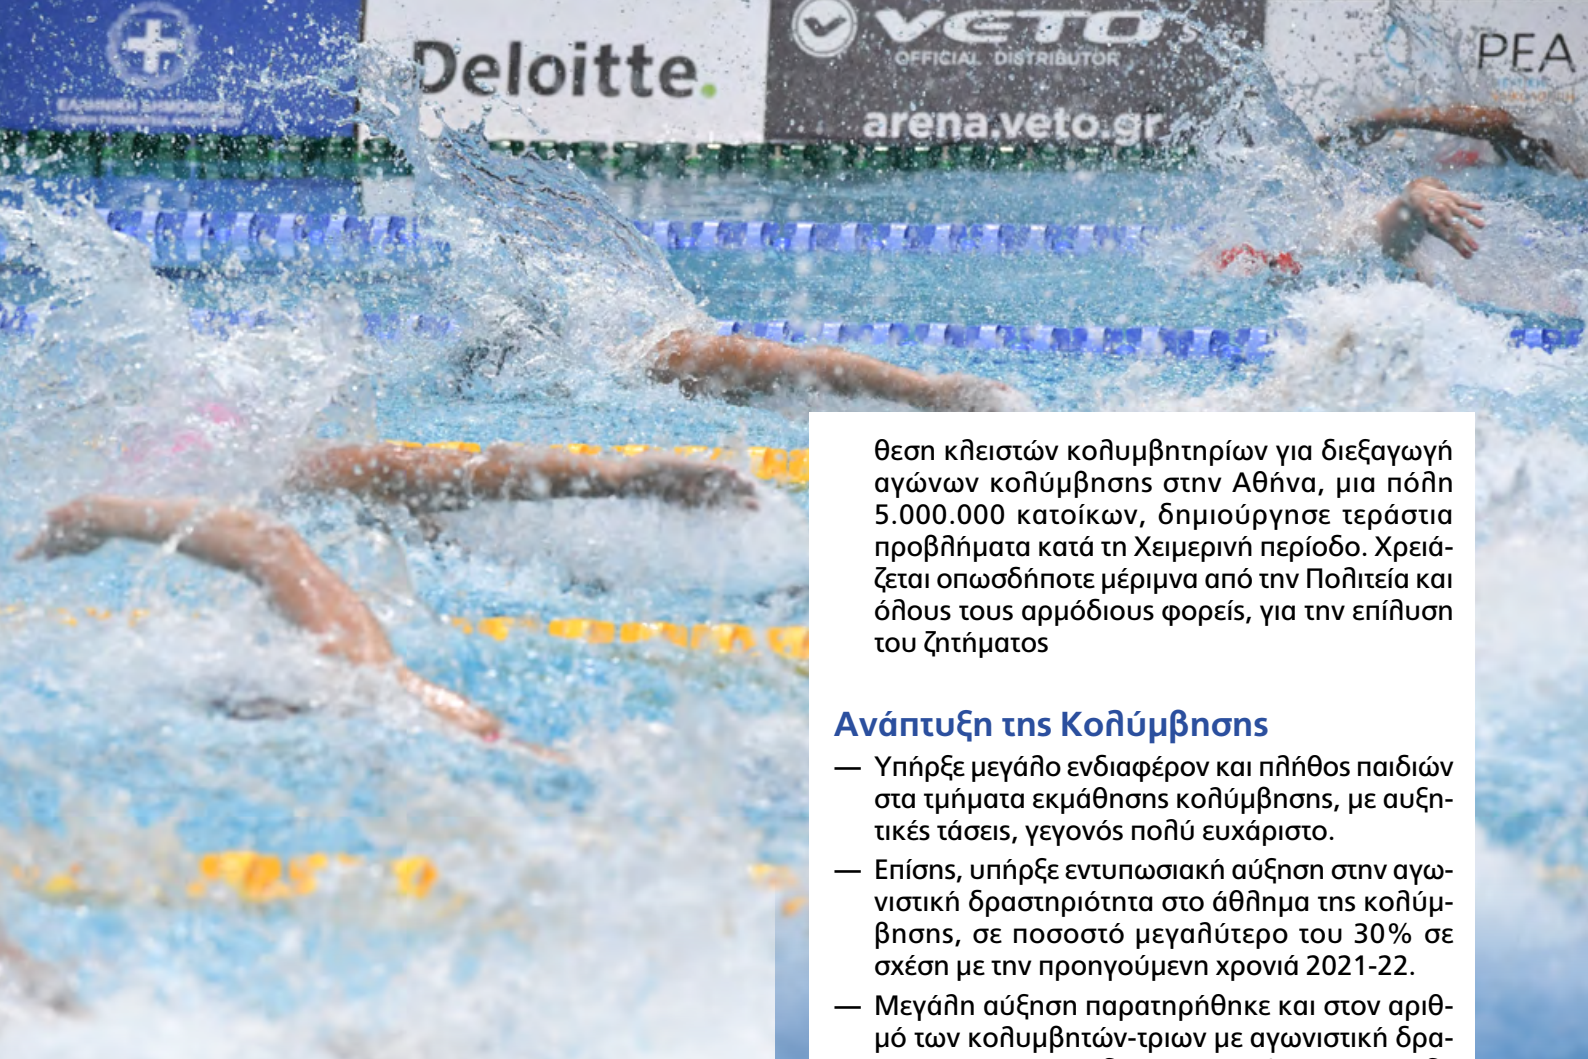 ΕΛΛΗΝΙΚΗ ΔΗΜΟΚΡΑΤΙΑ
Deloitte.
VETO
OFFICIAL DISTRIBUTOR
arena.veto.gr
ΡΕΑ
θεση κλειστών κολυμβητηρίων για διεξαγωγή
αγώνων κολύμβησης στην Αθήνα, μια πόλη
5.000.000 κατοίκων, δημιούργησε τεράστια
προβλήματα κατά τη Χειμερινή περίοδο. Χρειά-
ζεται οπωσδήποτε μέριμνα από την Πολιτεία και
όλους τους αρμόδιους φορείς, για την επίλυση
του ζητήματος
Ανάπτυξη της Κολύμβησης
— Υπήρξε μεγάλο ενδιαφέρον και πλήθος παιδιών
στα τμήματα εκμάθησης κολύμβησης, με αυξη-
τικές τάσεις, γεγονός πολύ ευχάριστο.
— Επίσης, υπήρξε εντυπωσιακή αύξηση στην αγω-
νιστική δραστηριότητα στο άθλημα της κολύμ-
βησης, σε ποσοστό μεγαλύτερο του 30% σε
σχέση με την προηγούμενη χρονιά 2021-22.
— Μεγάλη αύξηση παρατηρήθηκε και στον αριθ-
μό των κολυμβητών-τριων με αγωνιστική δρα-